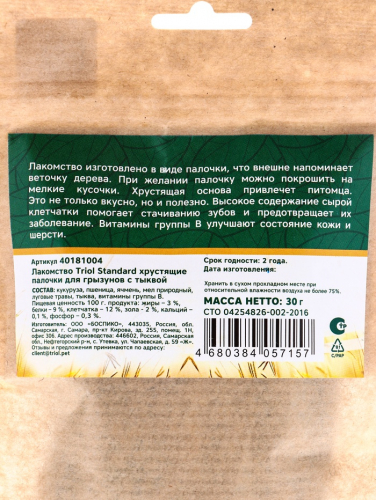 Лакомство изготовлено в виде палочки, что внешне напоминает
веточку дерева. При желании палочку можно покрошить на
мелкие кусочки. Хрустящая основа привлечет питомца.
Это не только вкусно, но и полезно. Высокое содержание сырой
клетчатки помогает стачиванию зубов и предотвращает их
заболевание. Витамины группы В улучшают состояние кожи и
шерсти.
Артикул 40181004
Лакомство Triol Standard хрустящие
палочки для грызунов с тыквой
СОСТАВ: кукуруза, пшеница, ячмень, мел природный,
луговые травы, тыква, витамины группы В.
Пищевая ценность 100 г. продукта: жиры – 3 %,
белки – 9 %, клетчатка – 12 %, зола – 2 %, кальций –
0,1 %, фосфор – 0,3 %.
Изготовитель: ООО «БОСПИКО», 443035, Россия, обл.
Самарская, г. Самара, пр-кт Кирова, зд. 255, помещ. 1Н,
офис 306. Адрес производства: Россия, Самарская обл.,
Нефтегорский р-н, с. Утевка, ул. Чапаевская, д. 59 «Ж».
Отзывы и предложения принимаются по адресу:
client@triol.pet
Срок годности: 2 года.
Дата изготовления:
Хранить в сухом прохладном месте при
относительной влажности воздуха не более 75%.
МАССА НЕТТО: 30 г
СТО 04254826-002-2016
4 680384 057157
81
C/PAP